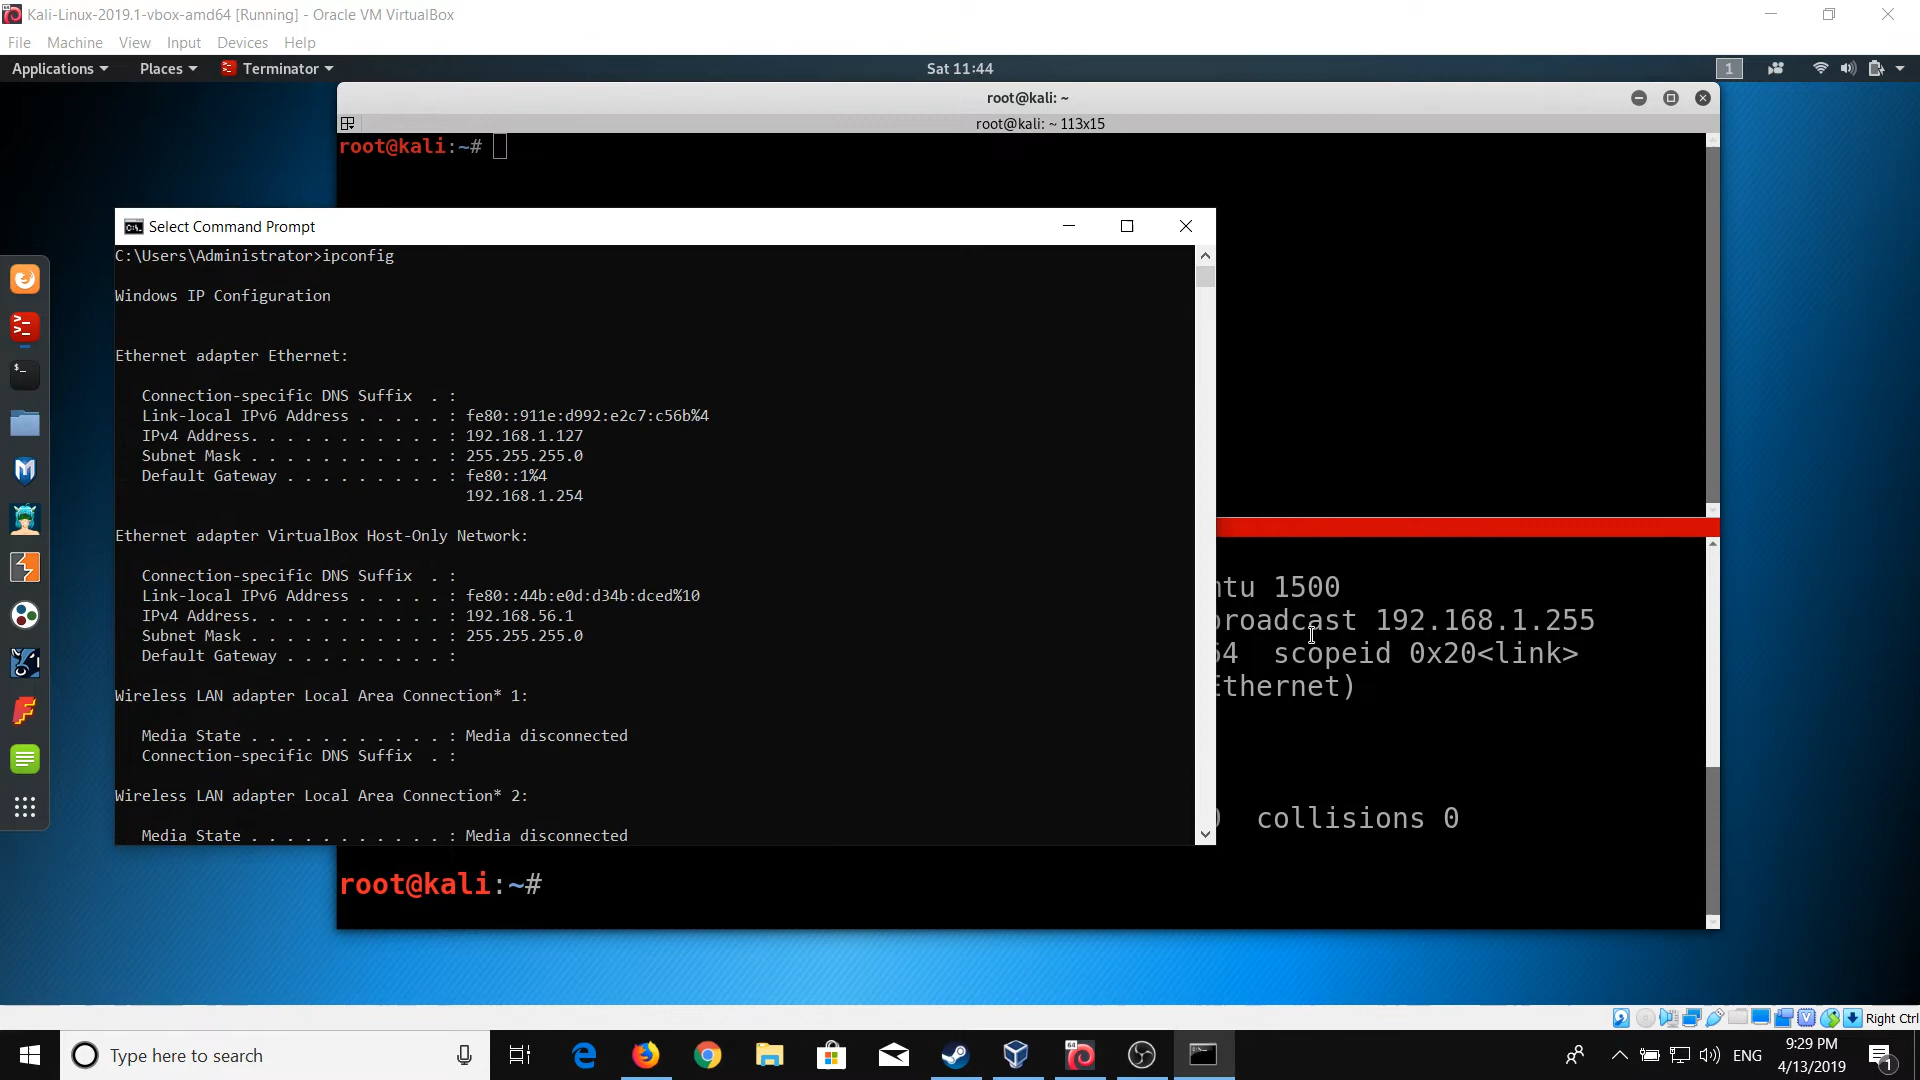 Kali-Linux-2019.1-vbox-amd64 [Running] - Oracle VM VirtualBox
File Machine View Input Devices Help
Applications Places Terminator Sat 11:44 1
root@kali: ~
root@kali: ~ 113x15
root@kali:~#
Select Command Prompt
C:\Users\Administrator>ipconfig
Windows IP Configuration
Ethernet adapter Ethernet:
Connection-specific DNS Suffix . :
Link-local IPv6 Address . . . . . : fe80::911e:d992:e2c7:c56b%4
IPv4 Address. . . . . . . . . . . : 192.168.1.127
Subnet Mask . . . . . . . . . . . : 255.255.255.0
Default Gateway . . . . . . . . . : fe80::1%4
192.168.1.254
Ethernet adapter VirtualBox Host-Only Network:
Connection-specific DNS Suffix . :
Link-local IPv6 Address . . . . . : fe80::44b:e0d:d34b:dced%10
IPv4 Address. . . . . . . . . . . : 192.168.56.1
Subnet Mask . . . . . . . . . . . : 255.255.255.0
Default Gateway . . . . . . . . . :
Wireless LAN adapter Local Area Connection* 1:
Media State . . . . . . . . . . . : Media disconnected
Connection-specific DNS Suffix . :
Wireless LAN adapter Local Area Connection* 2:
Media State . . . . . . . . . . . : Media disconnected
1500
broadcast 192.168.1.255
scopeid 0x20<link>
Ethernet)
collisions 0
root@kali:~#
Right Ctrl
Type here to search
ENG
9:29 PM
4/13/2019
1